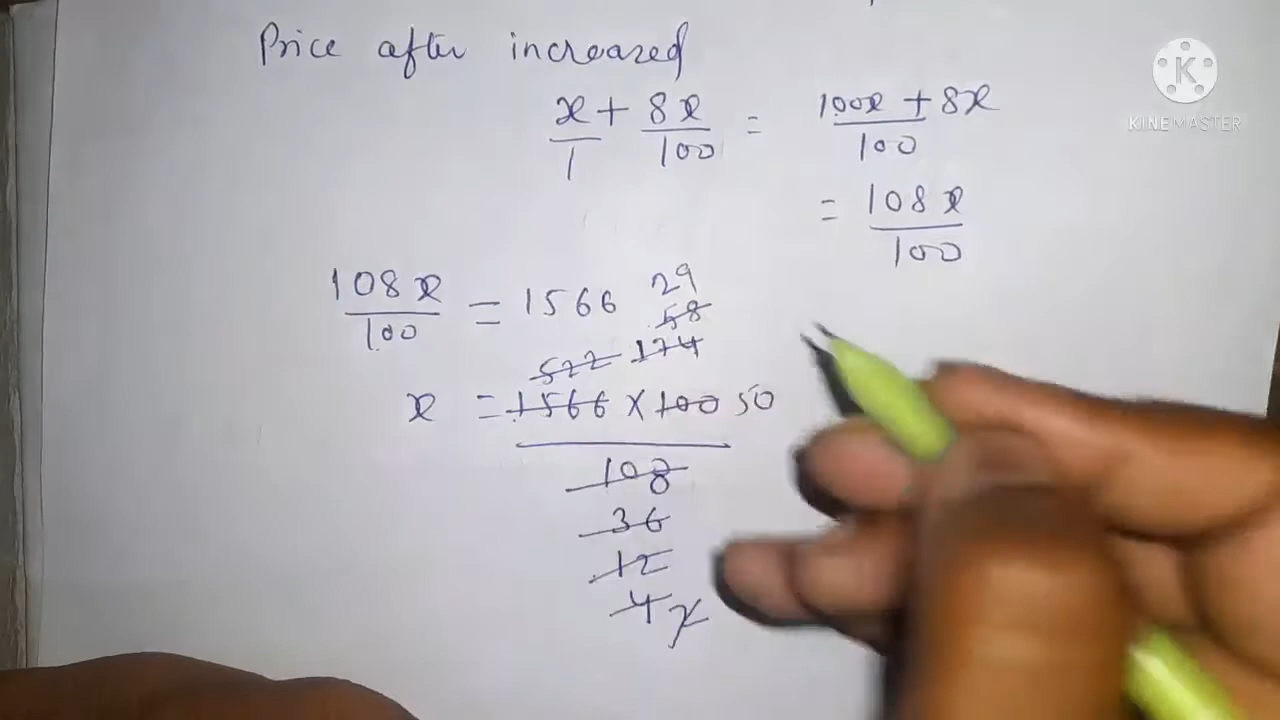 Price after increased
x/1 + 8x/100 = 100x + 8x/100
= 108x/100
108x/100 = 1566
29
58
522 174
x = 1566 x 100 50
108
36
12
4 2
K
KINEMASTER